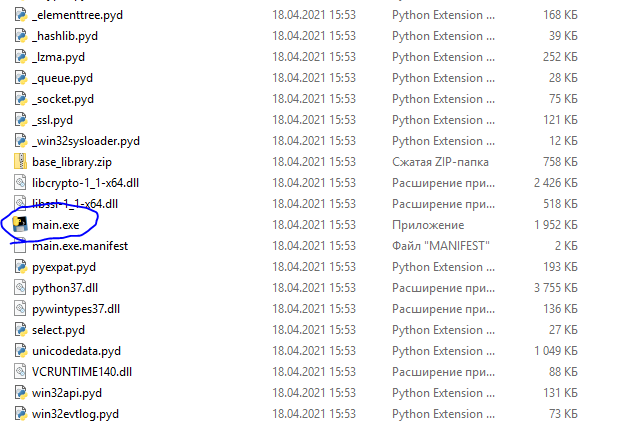 _elementtree.pyd 18.04.2021 15:53 Python Extension ... 168 КБ
_hashlib.pyd 18.04.2021 15:53 Python Extension ... 39 КБ
_lzma.pyd 18.04.2021 15:53 Python Extension ... 252 КБ
_queue.pyd 18.04.2021 15:53 Python Extension ... 28 КБ
_socket.pyd 18.04.2021 15:53 Python Extension ... 75 КБ
_ssl.pyd 18.04.2021 15:53 Python Extension ... 121 КБ
_win32sysloader.pyd 18.04.2021 15:53 Python Extension ... 12 КБ
base_library.zip 18.04.2021 15:53 Сжатая ZIP-папка 758 КБ
libcrypto-1_1-x64.dll 18.04.2021 15:53 Расширение при... 2 426 КБ
libssl-1_1-x64.dll 18.04.2021 15:53 Расширение при... 518 КБ
main.exe 18.04.2021 15:53 Приложение 1 952 КБ
main.exe.manifest 18.04.2021 15:53 Файл "MANIFEST" 2 КБ
pyexpat.pyd 18.04.2021 15:53 Python Extension ... 193 КБ
python37.dll 18.04.2021 15:53 Расширение при... 3 755 КБ
pywintypes37.dll 18.04.2021 15:53 Расширение при... 136 КБ
select.pyd 18.04.2021 15:53 Python Extension ... 27 КБ
unicodedata.pyd 18.04.2021 15:53 Python Extension ... 1 049 КБ
VCRUNTIME140.dll 18.04.2021 15:53 Расширение при... 88 КБ
win32api.pyd 18.04.2021 15:53 Python Extension ... 131 КБ
win32evtlog.pyd 18.04.2021 15:53 Python Extension ... 73 КБ